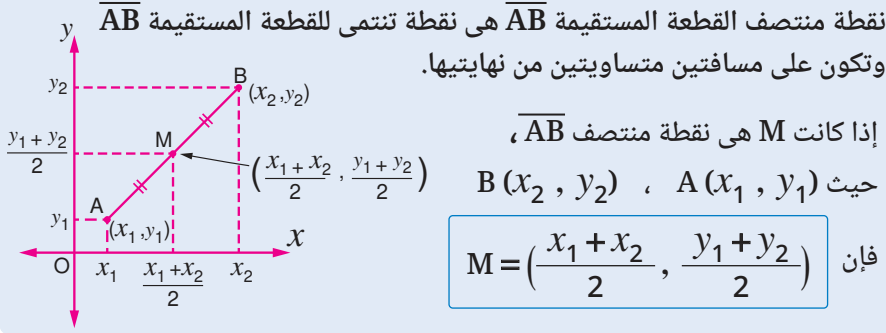 نقطة منتصف القطعة المستقيمة AB هى نقطة تنتمى للقطعة المستقيمة AB
وتكون على مسافتين متساويتين من نهايتيها.
إذا كانت M هى نقطة منتصف AB ،
حيث A (x₁ , y₁) ، B (x₂ , y₂)
فإن M = ( (x₁ + x₂)/2 , (y₁ + y₂)/2 )
y
y₂
B
(x₂ ,y₂)
(y₁ + y₂)/2
M
( (x₁ + x₂)/2 , (y₁ + y₂)/2 )
A
y₁
(x₁ ,y₁)
x
O
x₁
(x₁ +x₂)/2
x₂